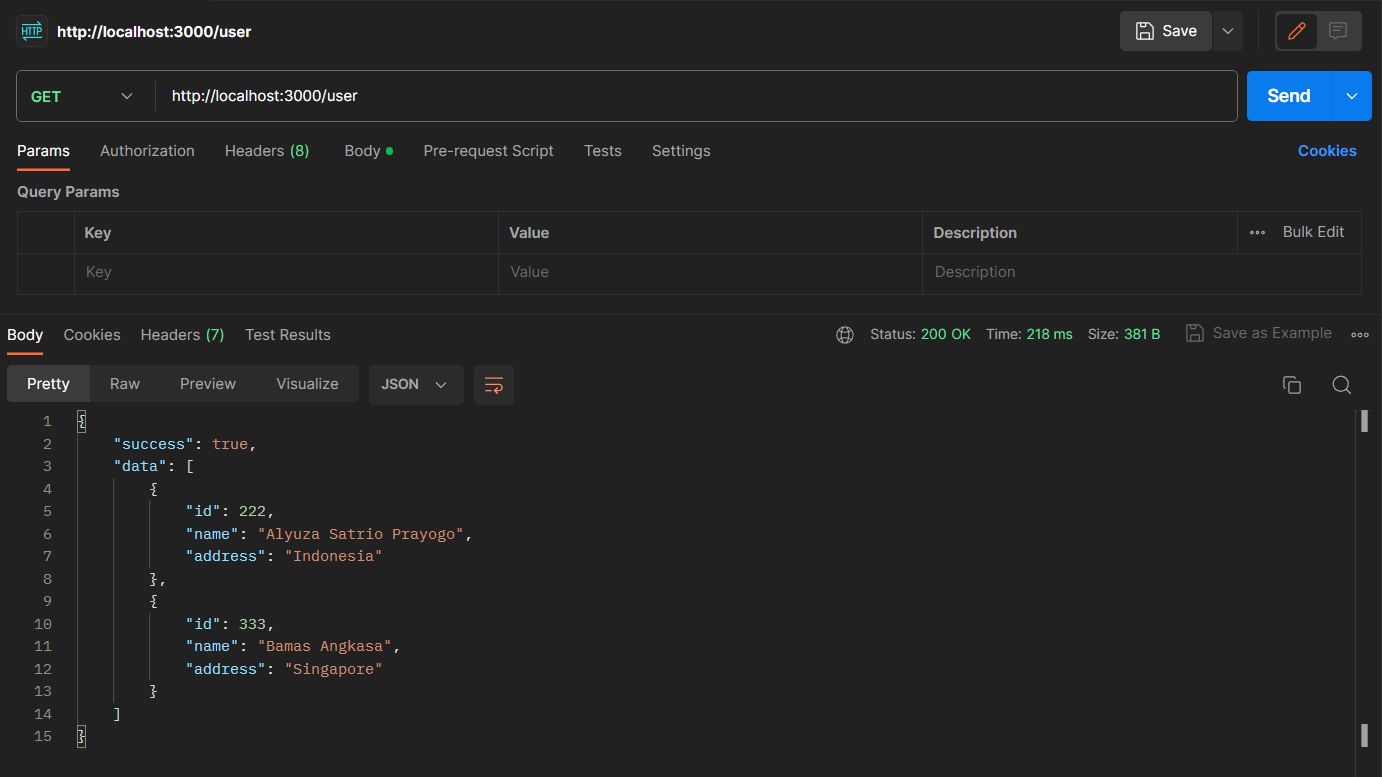 HTTP http://localhost:3000/user Save
GET http://localhost:3000/user Send
Params Authorization Headers (8) Body Pre-request Script Tests Settings Cookies
Query Params
Key Value Description Bulk Edit
Key Value Description
Body Cookies Headers (7) Test Results Status: 200 OK Time: 218 ms Size: 381 B Save as Example
Pretty Raw Preview Visualize JSON
1 {
2 "success": true,
3 "data": [
4 {
5 "id": 222,
6 "name": "Alyuza Satrio Prayogo",
7 "address": "Indonesia"
8 },
9 {
10 "id": 333,
11 "name": "Bamas Angkasa",
12 "address": "Singapore"
13 }
14 ]
15 }